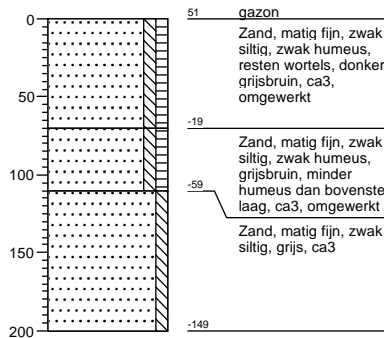 0
50
100
150
200
51
gazon
Zand, matig fijn, zwak
siltig, zwak humeus,
resten wortels, donker
grijsbruin, ca3,
omgewerkt
-19
Zand, matig fijn, zwak
siltig, zwak humeus,
grijsbruin, minder
humeus dan bovenste
laag, ca3, omgewerkt
-59
Zand, matig fijn, zwak
siltig, grijs, ca3
-149